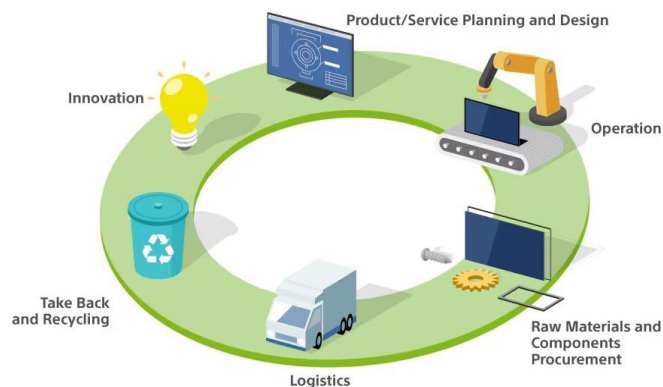 Product/Service Planning and Design
Innovation
Operation
Take Back
and Recycling
Raw Materials and
Components
Procurement
Logistics